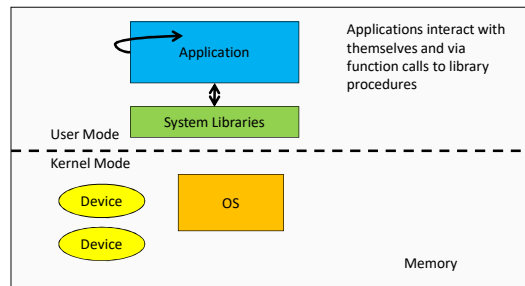 Application
Applications interact with
themselves and via
function calls to library
procedures
System Libraries
User Mode
Kernel Mode
Device
OS
Device
Memory